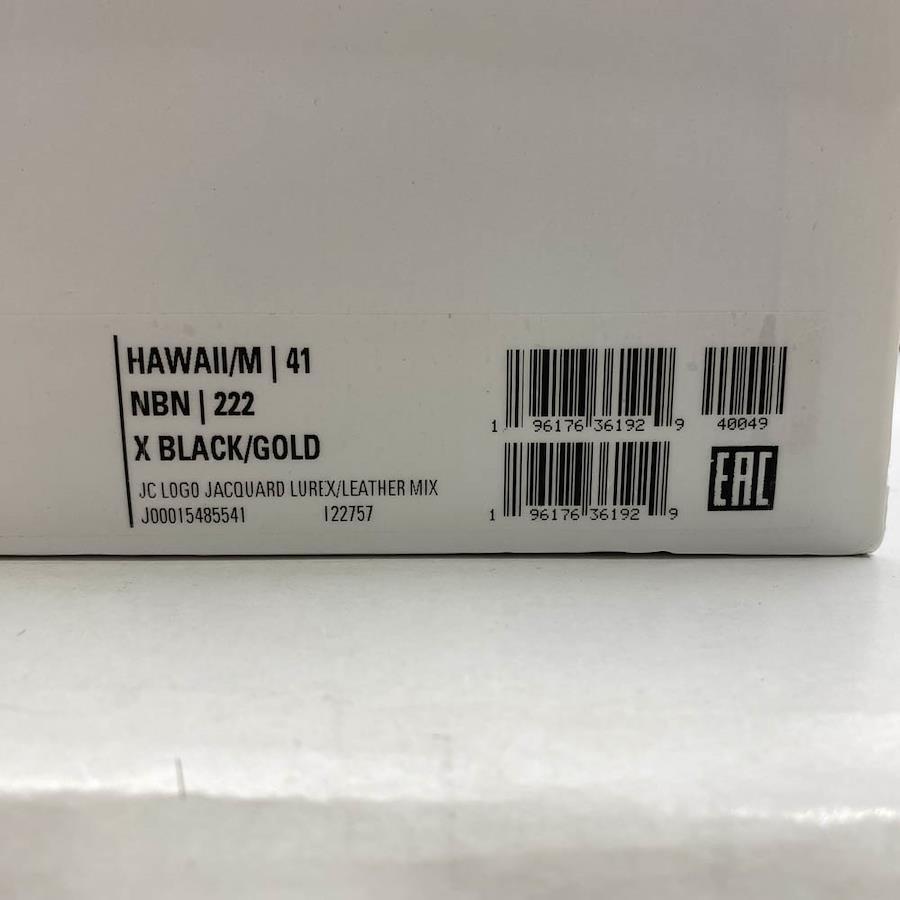 HAWAII/M | 41
NBN | 222
X BLACK/GOLD
JC LOGO JACQUARD LUREX/LEATHER MIX
J00015485541 122757
1 96176 36192 9
40049
1 96176 36192 9
EAC